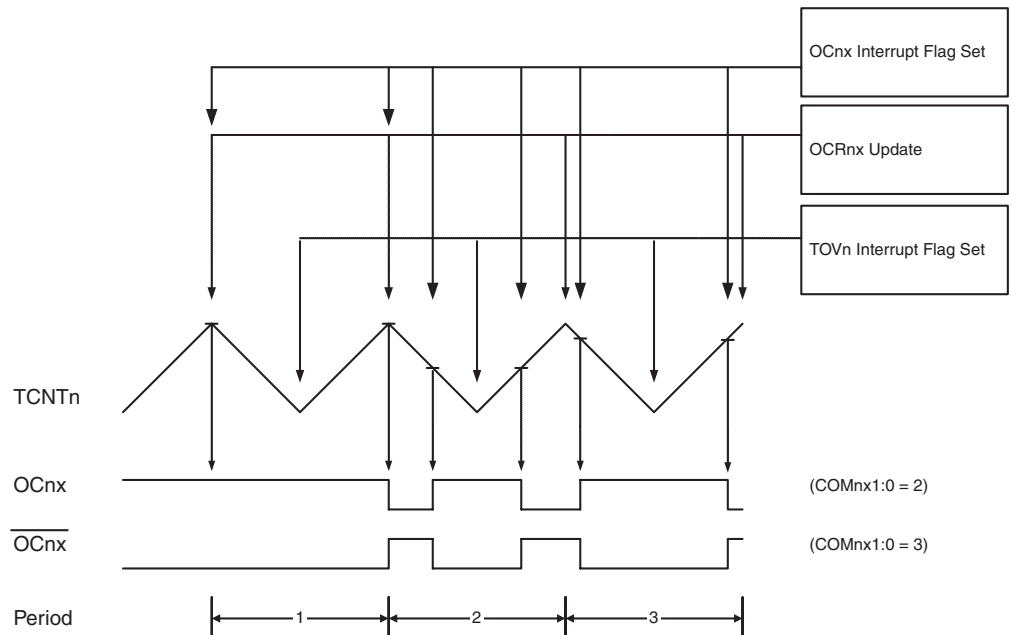 OCnx Interrupt Flag Set
OCRnx Update
TOVn Interrupt Flag Set
TCNTn
OCnx
(COMnx1:0 = 2)
OCnx
(COMnx1:0 = 3)
Period
1
2
3